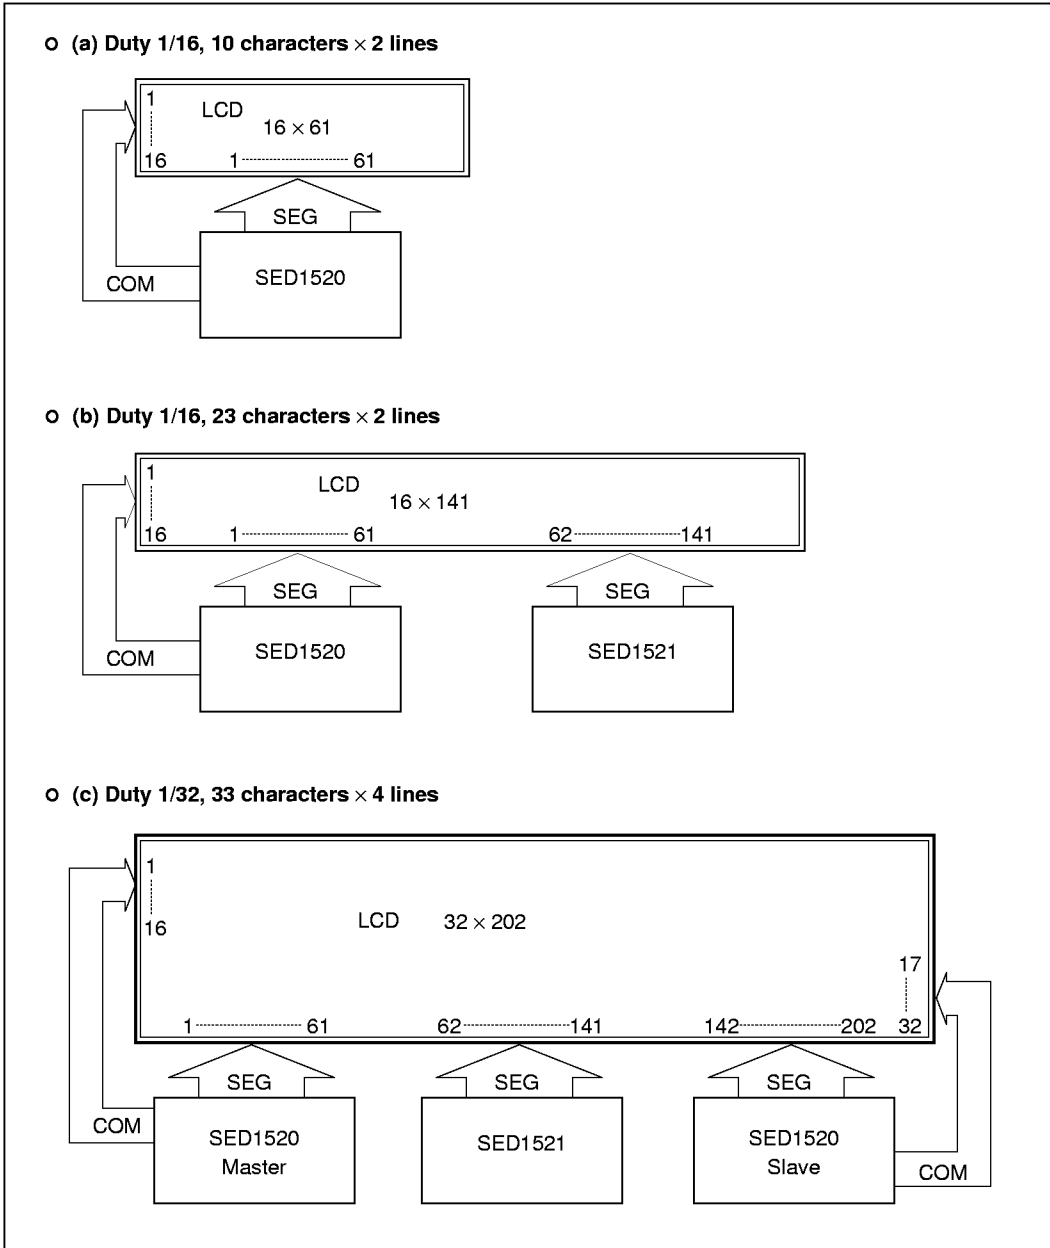 (a) Duty 1/16, 10 characters × 2 lines
1
LCD
16 × 61
16 1 61
SEG
SED1520
COM
(b) Duty 1/16, 23 characters × 2 lines
1
LCD
16 × 141
16 1 61 62 141
SEG SEG
SED1520 SED1521
COM
(c) Duty 1/32, 33 characters × 4 lines
1
LCD 32 × 202
16
17
1 61 62 141 142 202 32
SEG SEG SEG
COM
SED1520 SED1521 SED1520
Master Slave
COM